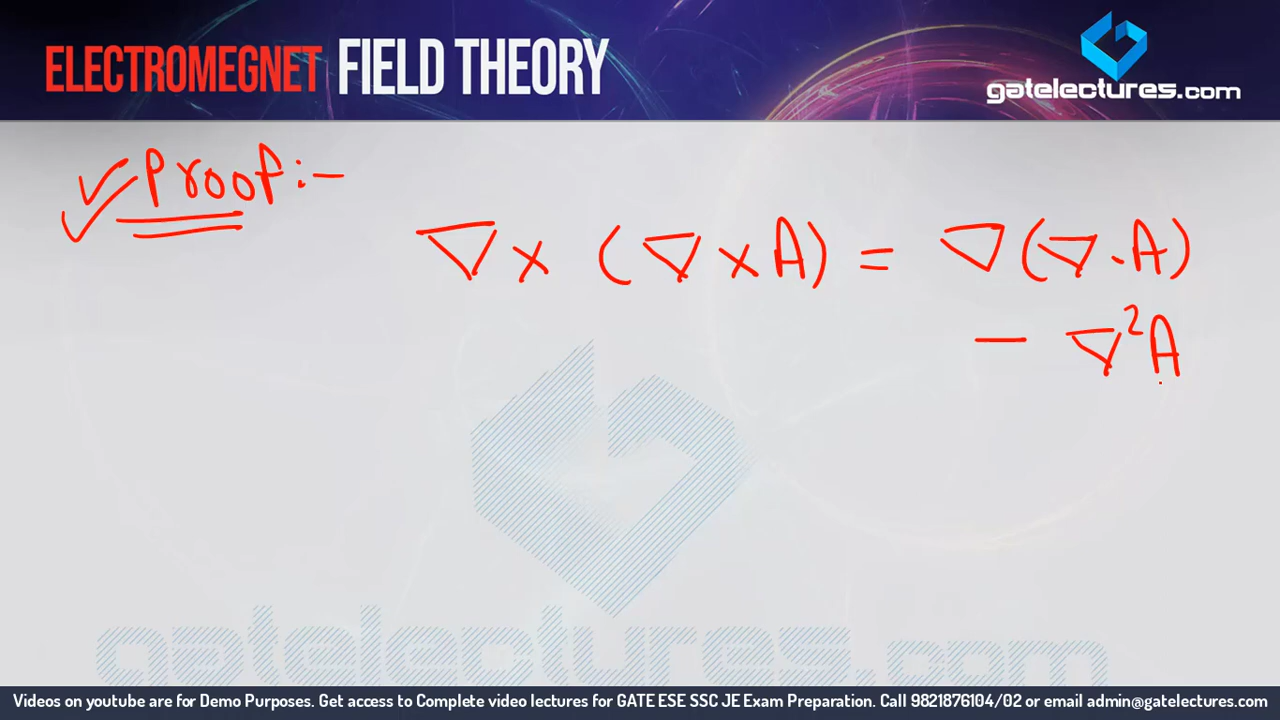 ELECTROMEGNET FIELD THEORY
gatelectures.com
Proof:-
∇ × (∇ × A) = ∇(∇ . A)
- ∇²A
gatelectures.com
Videos on youtube are for Demo Purposes. Get access to Complete video lectures for GATE ESE SSC JE Exam Preparation. Call 9821876104/02 or email admin@gatelectures.com